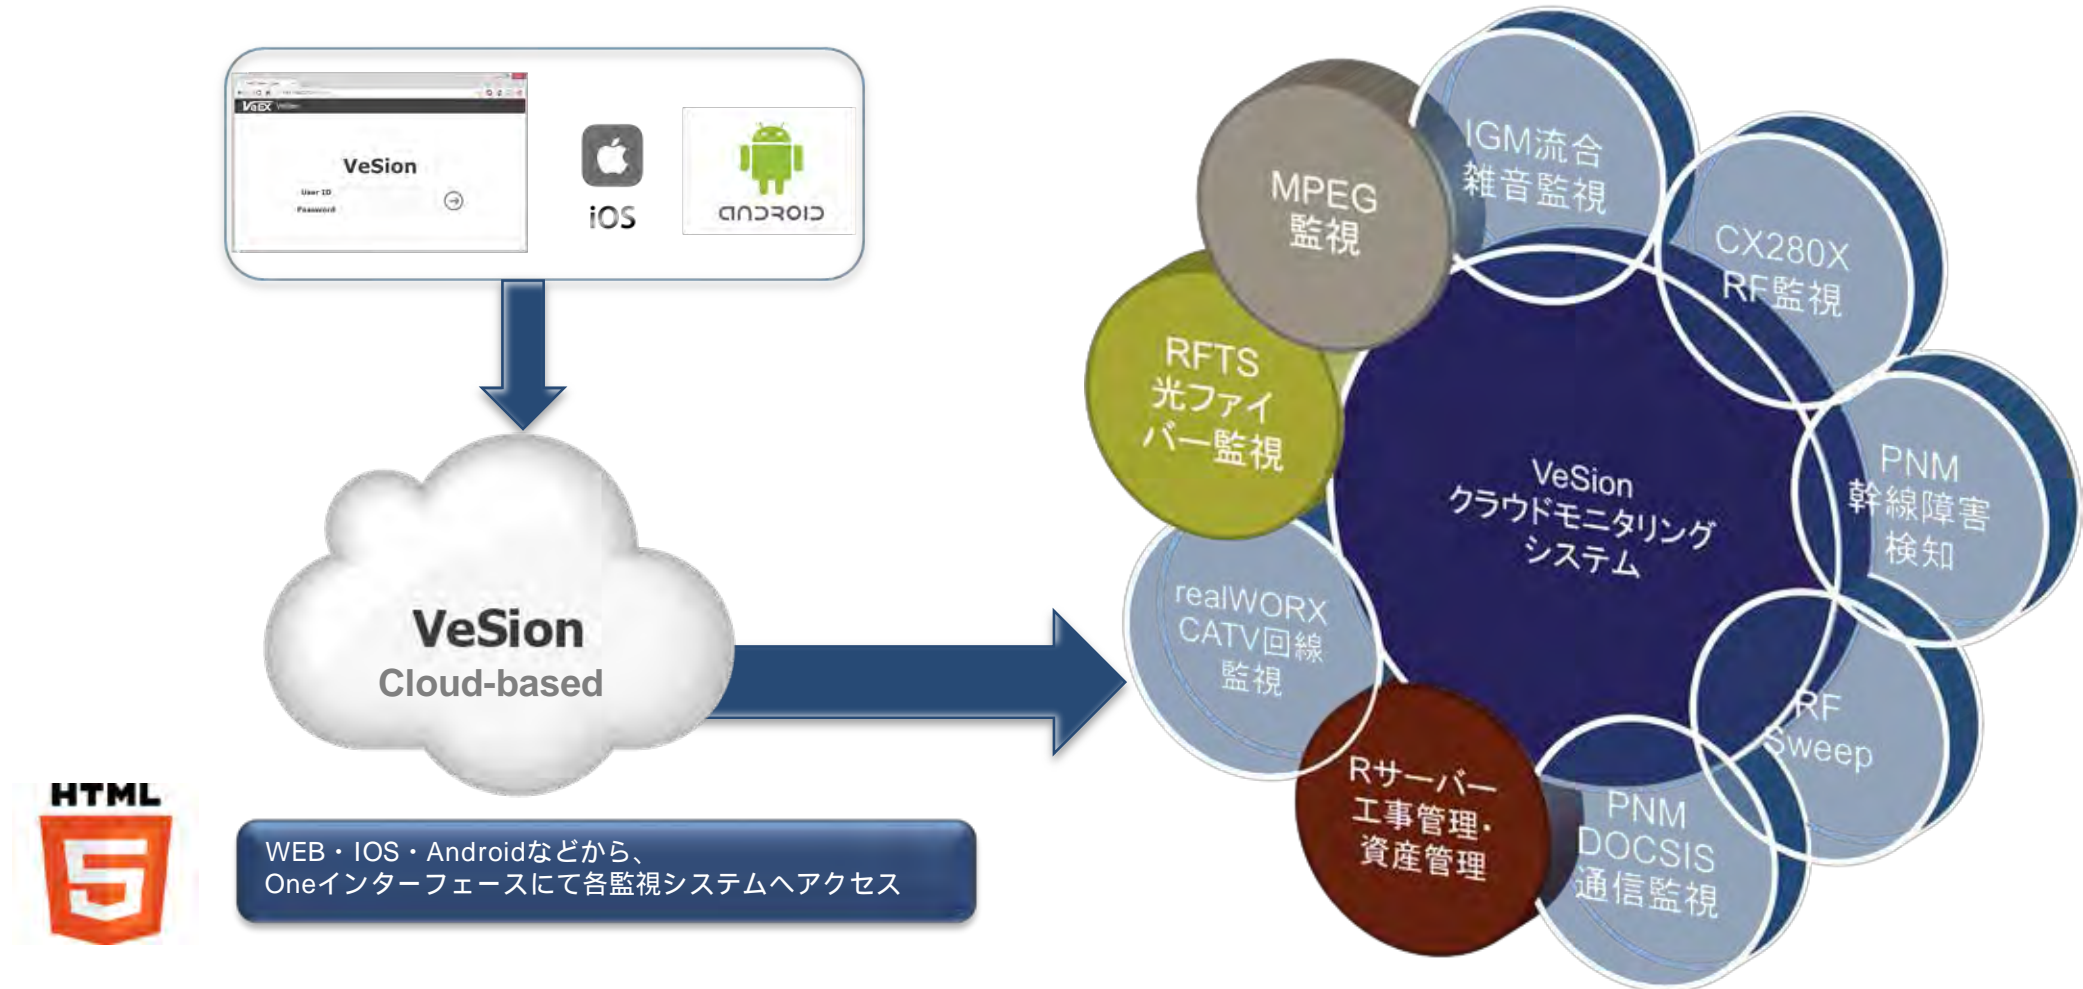 VeEX VeSion
VeSion
User ID
Password
iOS
ANDROID
VeSion
Cloud-based
HTML
5
WEB・IOS・Androidなどから、
Oneインターフェースにて各監視システムへアクセス
IGM流合
雑音監視
CX280X
RF監視
PNM
幹線障害
検知
RF
Sweep
PNM
DOCSIS
通信監視
Rサーバー
工事管理・
資産管理
realWORX
CATV回線
監視
RFTS
光ファイ
バー監視
MPEG
監視
VeSion
クラウドモニタリング
システム